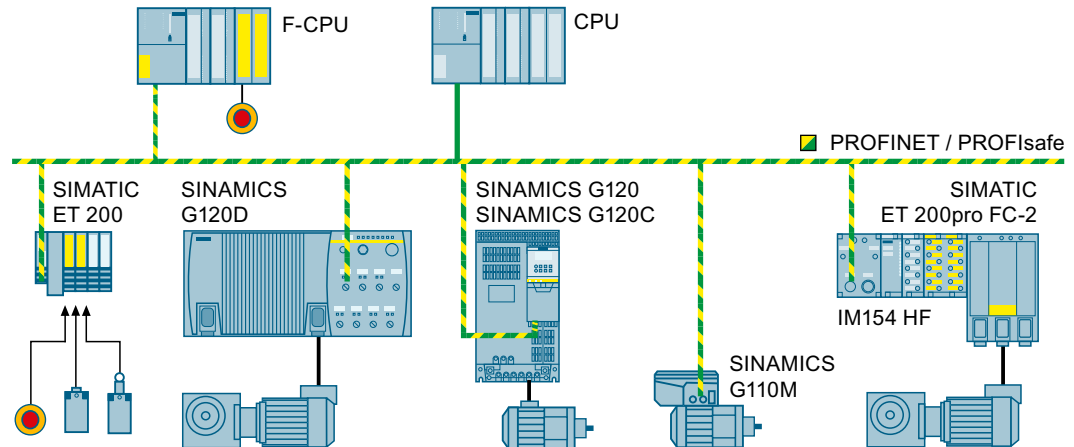 F-CPU
CPU
PROFINET / PROFIsafe
SIMATIC
ET 200
SINAMICS
G120D
SINAMICS G120
SINAMICS G120C
SIMATIC
ET 200pro FC-2
IM154 HF
SINAMICS
G110M